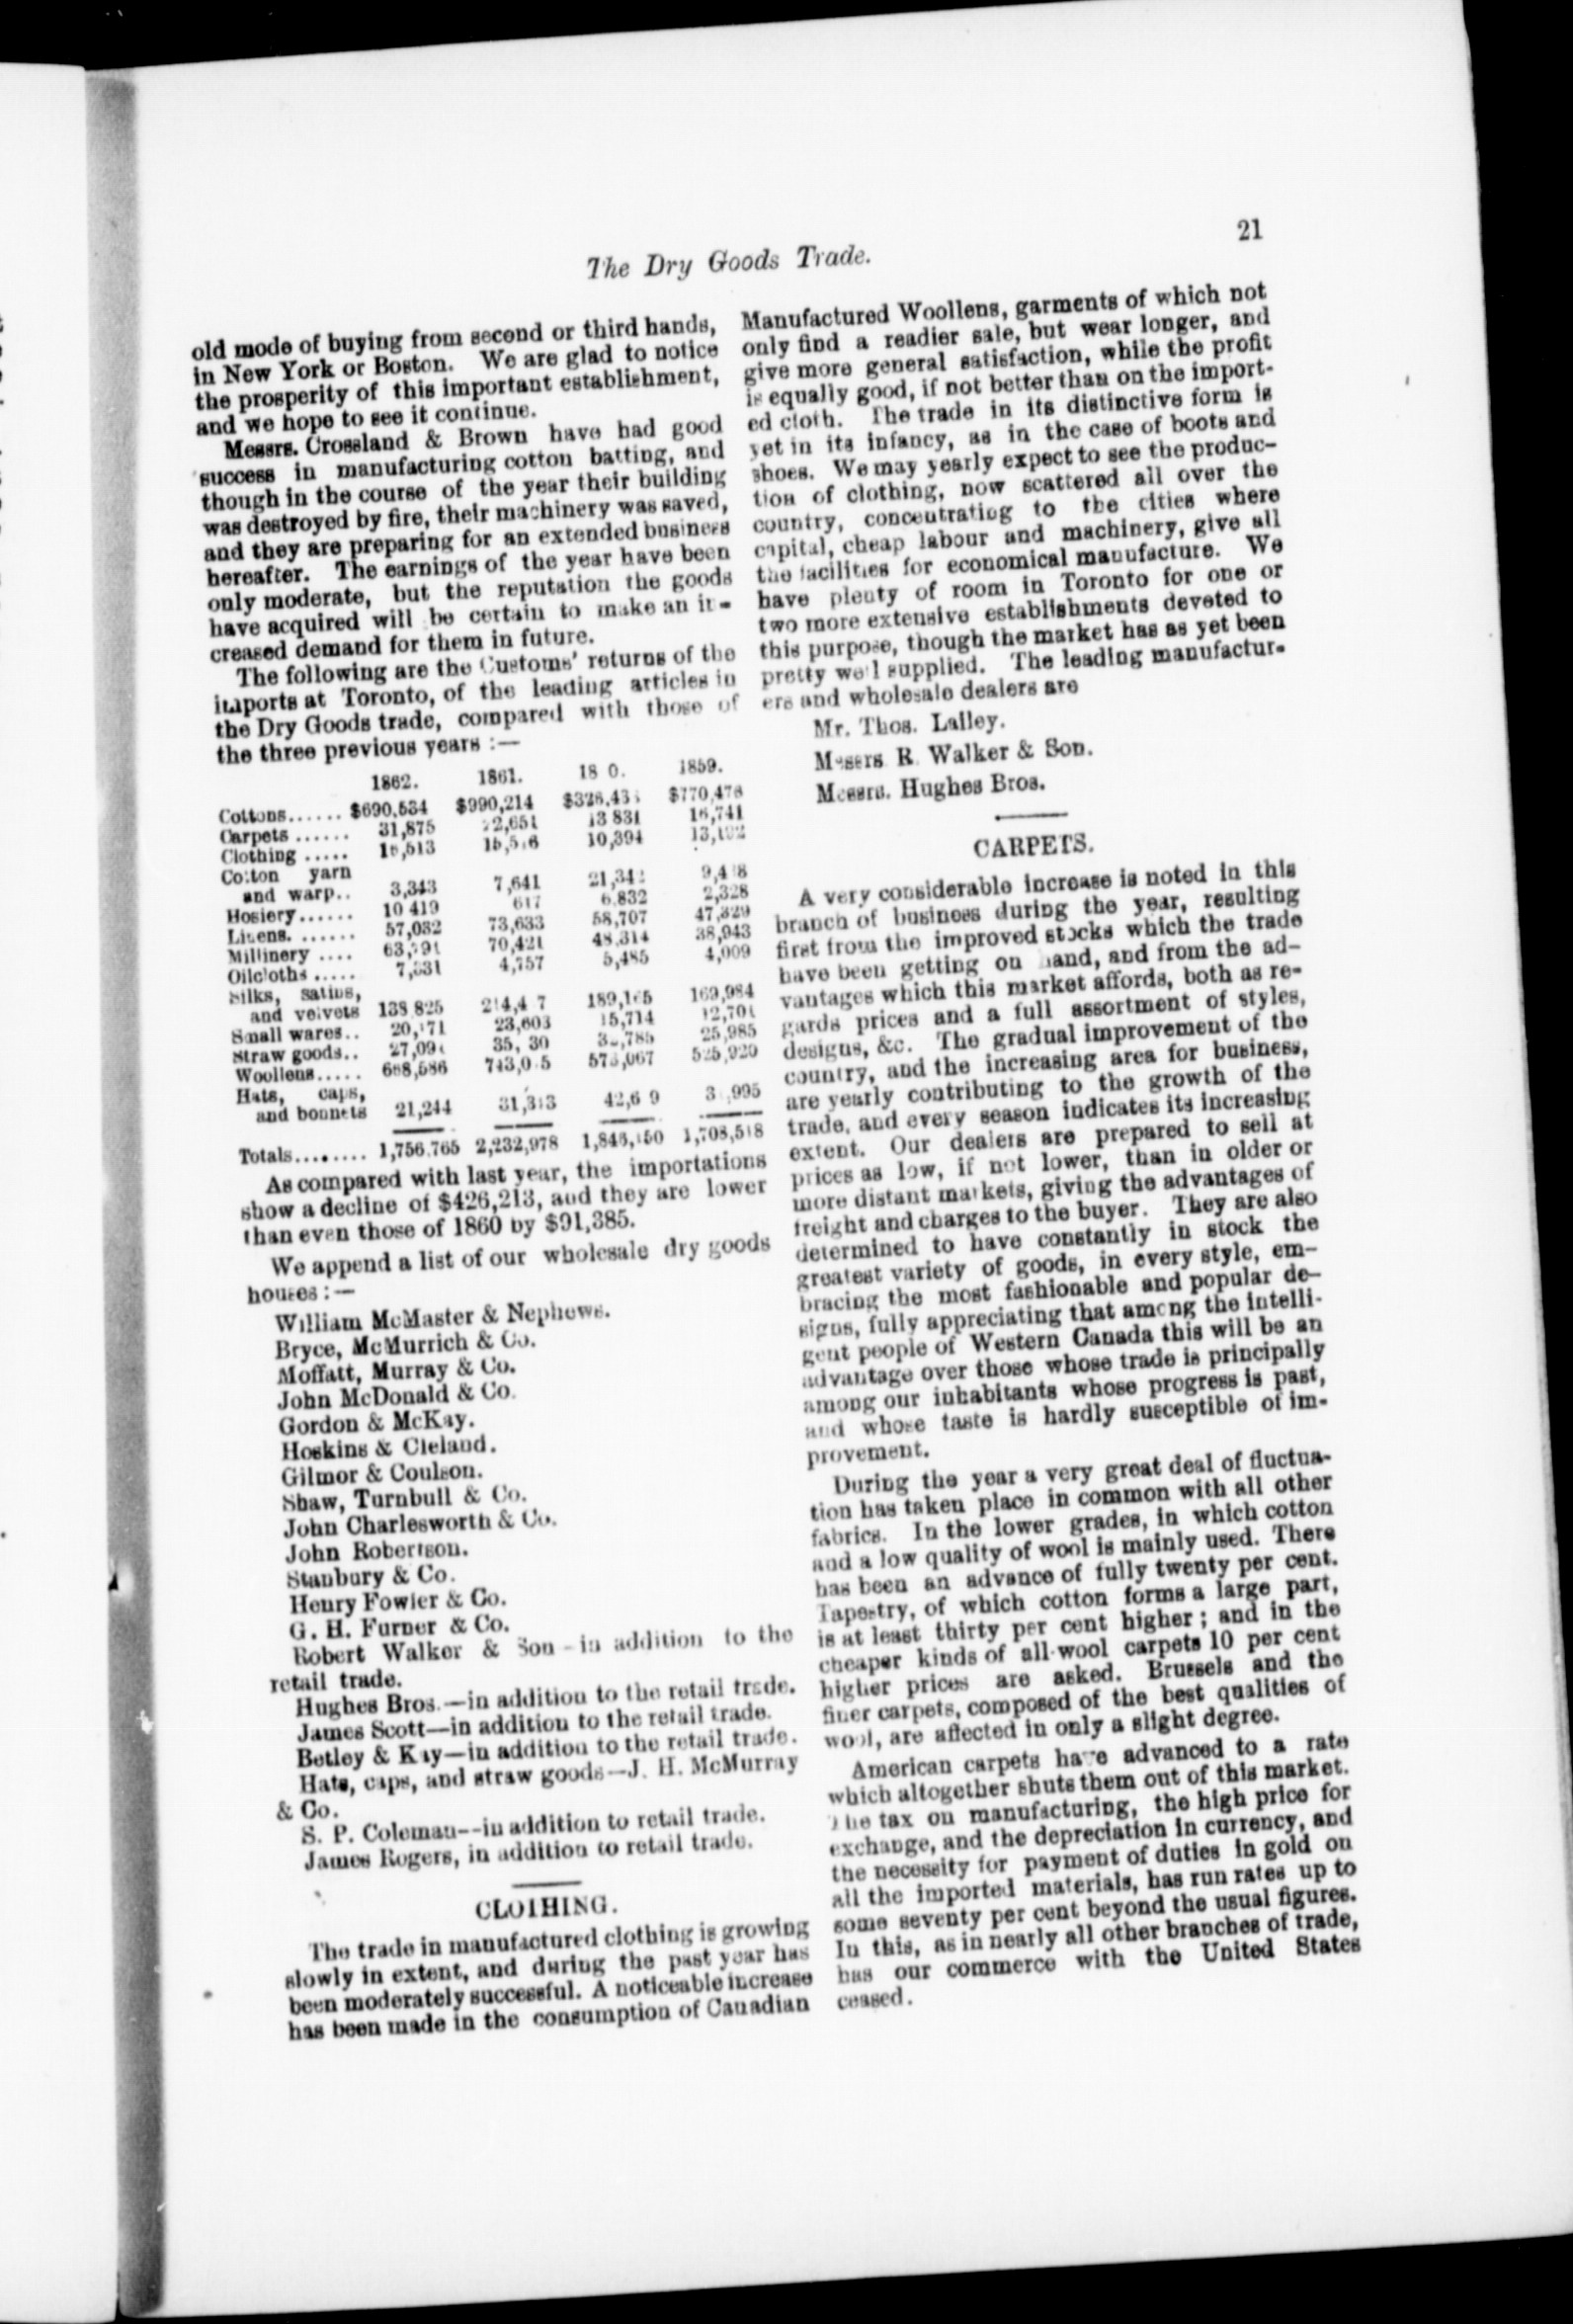 21
The Dry Goods Trade.
old mode of buying from second or third hands,
in New York or Boston. We are glad to notice
the prosperity of this important establishment,
and we hope to see it continue.
Messrs. Crossland & Brown have had good
success in manufacturing cotton batting, and
though in the course of the year their building
was destroyed by fire, their machinery was saved,
and they are preparing for an extended business
hereafter. The earnings of the year have been
only moderate, but the reputation the goods
have acquired will be certain to make an in-
creased demand for them in future.
The following are the Customs' returns of the
imports at Toronto, of the leading articles in
the Dry Goods trade, compared with those of
the three previous years :—
1862. 1861. 18 0. 1859.
Cottons...... $690,534 $990,214 $770,478
Carpets ...... 31,875 13 831 16,741
Clothing ..... 10,394
Cotton yarn
and warp.. 3,343 7,641
Hosiery...... 10 419 617 6,832 2,328
Linens. ....... 57,032 73,633 58,707 47,329
Millinery .... 70,421 48,314 38,943
Oilcloths ..... 4,757 5,485 4,009
Silks, satins,
and velvets 138 825 169,984
Small wares.. 23,603 15,714
Straw goods.. 25,985
Woollens..... 525,920
Hats, caps,
and bonnets 21,244
Totals........ 1,756,765 2,232,978
As compared with last year, the importations
show a decline of $426,213, and they are lower
than even those of 1860 by $91,385.
We append a list of our wholesale dry goods
houses :—
William McMaster & Nephews.
Bryce, McMurrich & Co.
Moffatt, Murray & Co.
John McDonald & Co.
Gordon & McKay.
Hoskins & Cleland.
Gilmor & Coulson.
Shaw, Turnbull & Co.
John Charlesworth & Co.
John Robertson.
Stanbury & Co.
Henry Fowler & Co.
G. H. Furner & Co.
Robert Walker & Son - in addition to the
retail trade.
Hughes Bros.—in addition to the retail trade.
James Scott—in addition to the retail trade.
Betley & Kay—in addition to the retail trade.
Hats, caps, and straw goods—J. H. McMurray
& Co.
S. P. Coleman--in addition to retail trade.
James Rogers, in addition to retail trade.
CLOTHING.
The trade in manufactured clothing is growing
slowly in extent, and during the past year has
been moderately successful. A noticeable increase
has been made in the consumption of Canadian
Manufactured Woollens, garments of which not
only find a readier sale, but wear longer, and
give more general satisfaction, while the profit
is equally good, if not better than on the import-
ed cloth. The trade in its distinctive form is
yet in its infancy, as in the case of boots and
shoes. We may yearly expect to see the produc-
tion of clothing, now scattered all over the
country, concentrating to the cities where
capital, cheap labour and machinery, give all
the facilities for economical manufacture. We
have plenty of room in Toronto for one or
two more extensive establishments deveted to
this purpose, though the market has as yet been
pretty well supplied. The leading manufactur-
ers and wholesale dealers are
Mr. Thos. Lailey.
Messrs R. Walker & Son.
Messrs. Hughes Bros.
CARPETS.
A very considerable increase is noted in this
branch of business during the year, resulting
first from the improved stocks which the trade
have been getting on hand, and from the ad-
vantages which this market affords, both as re-
gards prices and a full assortment of styles,
designs, &c. The gradual improvement of the
country, and the increasing area for business,
are yearly contributing to the growth of the
trade, and every season indicates its increasing
extent. Our dealers are prepared to sell at
prices as low, if not lower, than in older or
more distant markets, giving the advantages of
freight and charges to the buyer. They are also
determined to have constantly in stock the
greatest variety of goods, in every style, em-
bracing the most fashionable and popular de-
signs, fully appreciating that among the intelli-
gent people of Western Canada this will be an
advantage over those whose trade is principally
among our inhabitants whose progress is past,
and whose taste is hardly susceptible of im-
provement.
During the year a very great deal of fluctua-
tion has taken place in common with all other
fabrics. In the lower grades, in which cotton
and a low quality of wool is mainly used. There
has been an advance of fully twenty per cent.
Tapestry, of which cotton forms a large part,
is at least thirty per cent higher ; and in the
cheaper kinds of all-wool carpets 10 per cent
higher prices are asked. Brussels and the
finer carpets, composed of the best qualities of
wool, are affected in only a slight degree.
American carpets have advanced to a rate
which altogether shuts them out of this market.
The tax on manufacturing, the high price for
exchange, and the depreciation in currency, and
the necessity for payment of duties in gold on
all the imported materials, has run rates up to
some seventy per cent beyond the usual figures.
In this, as in nearly all other branches of trade,
has our commerce with the United States
ceased.